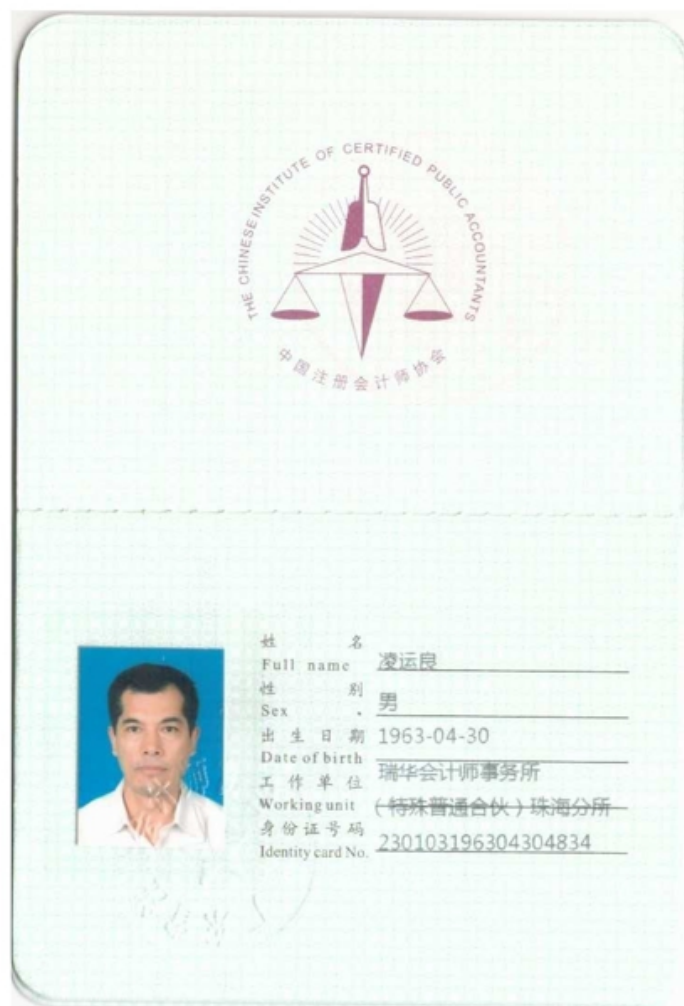 THE CHINESE INSTITUTE OF CERTIFIED PUBLIC ACCOUNTANTS
中国注册会计师协会
姓 名
Full name 凌运良
性 别
Sex 男
出生日期
Date of birth 1963-04-30
工作单位 瑞华会计师事务所
Working unit (特殊普通合伙)珠海分所
身份证号码
Identity card No. 230103196304304834